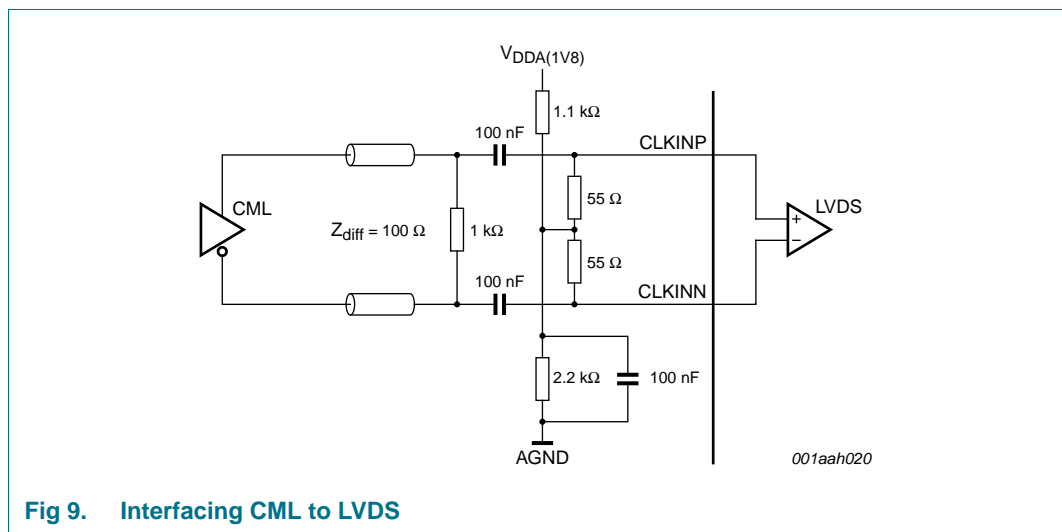 VDDA(1V8)
1.1 kΩ
100 nF
CLKINP
55 Ω
CML
LVDS
Zdiff = 100 Ω
1 kΩ
+
−
55 Ω
100 nF
CLKINN
2.2 kΩ
100 nF
AGND
001aah020
Fig 9. Interfacing CML to LVDS